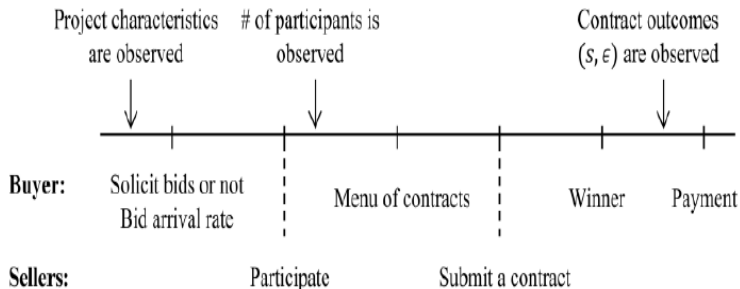 Project characteristics
are observed
# of participants is
observed
Contract outcomes
(s, ϵ) are observed
Buyer:
Solicit bids or not
Bid arrival rate
Menu of contracts
Winner
Payment
Sellers:
Participate
Submit a contract